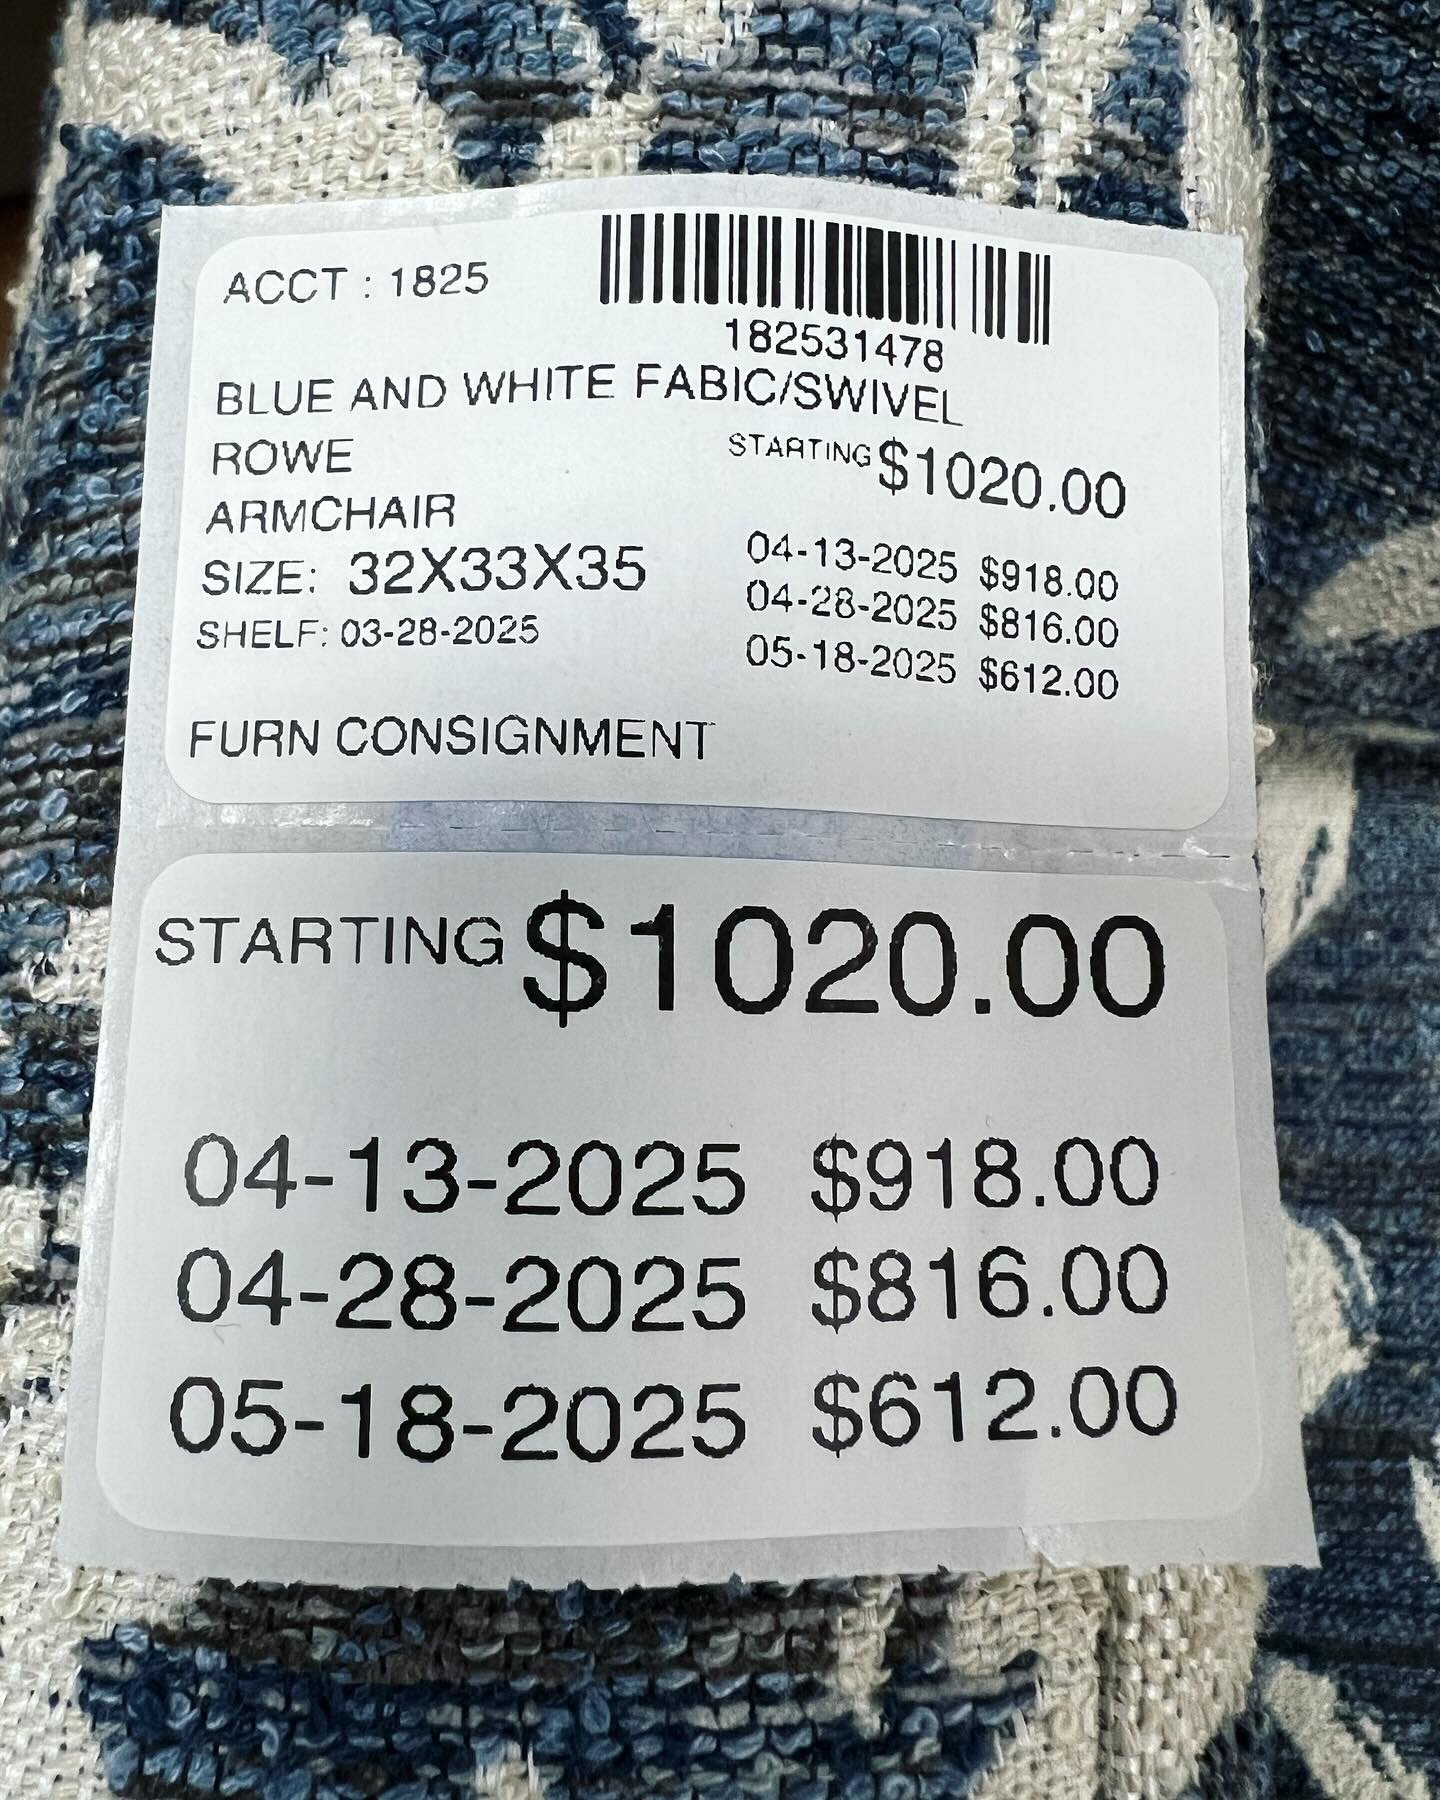 ACCT : 1825
182531478
BLUE AND WHITE FABIC/SWIVEL
ROWE
STARTING $1020.00
ARMCHAIR
SIZE: 32X33X35
04-13-2025 $918.00
04-28-2025 $816.00
SHELF: 03-28-2025
05-18-2025 $612.00
FURN CONSIGNMENT
STARTING $1020.00
04-13-2025 $918.00
04-28-2025 $816.00
05-18-2025 $612.00